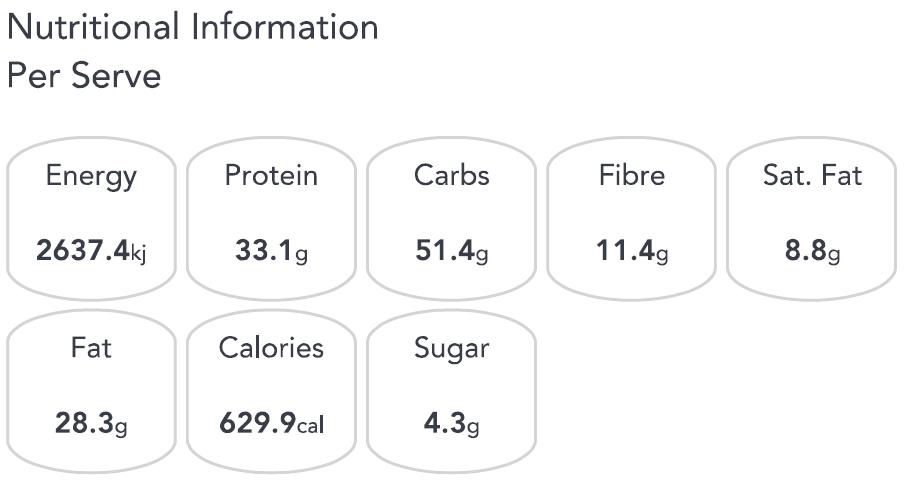 Nutritional Information
Per Serve
Energy
2637.4kj
Protein
33.1g
Carbs
51.4g
Fibre
11.4g
Sat. Fat
8.8g
Fat
28.3g
Calories
629.9cal
Sugar
4.3g